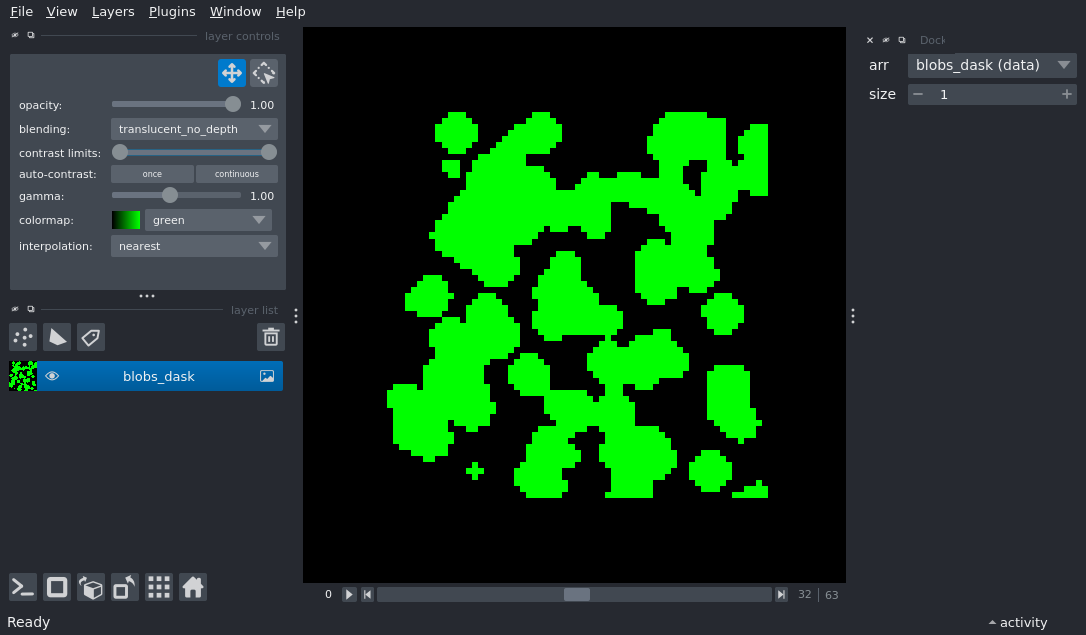 File View Layers Plugins Window Help
layer controls
opacity: 1.00
blending: translucent_no_depth
contrast limits:
auto-contrast: once continuous
gamma: 1.00
colormap: green
interpolation: nearest
layer list
blobs_dask
Dock
arr blobs_dask (data)
size 1
0 32 63
Ready activity